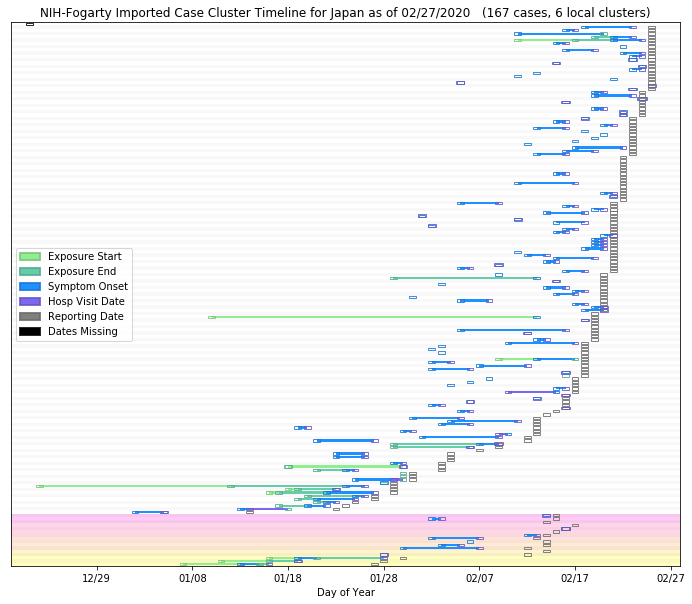 NIH-Fogarty Imported Case Cluster Timeline for Japan as of 02/27/2020   (167 cases, 6 local clusters)
Exposure Start
Exposure End
Symptom Onset
Hosp Visit Date
Reporting Date
Dates Missing
12/29 01/08 01/18 01/28 02/07 02/17 02/27
Day of Year